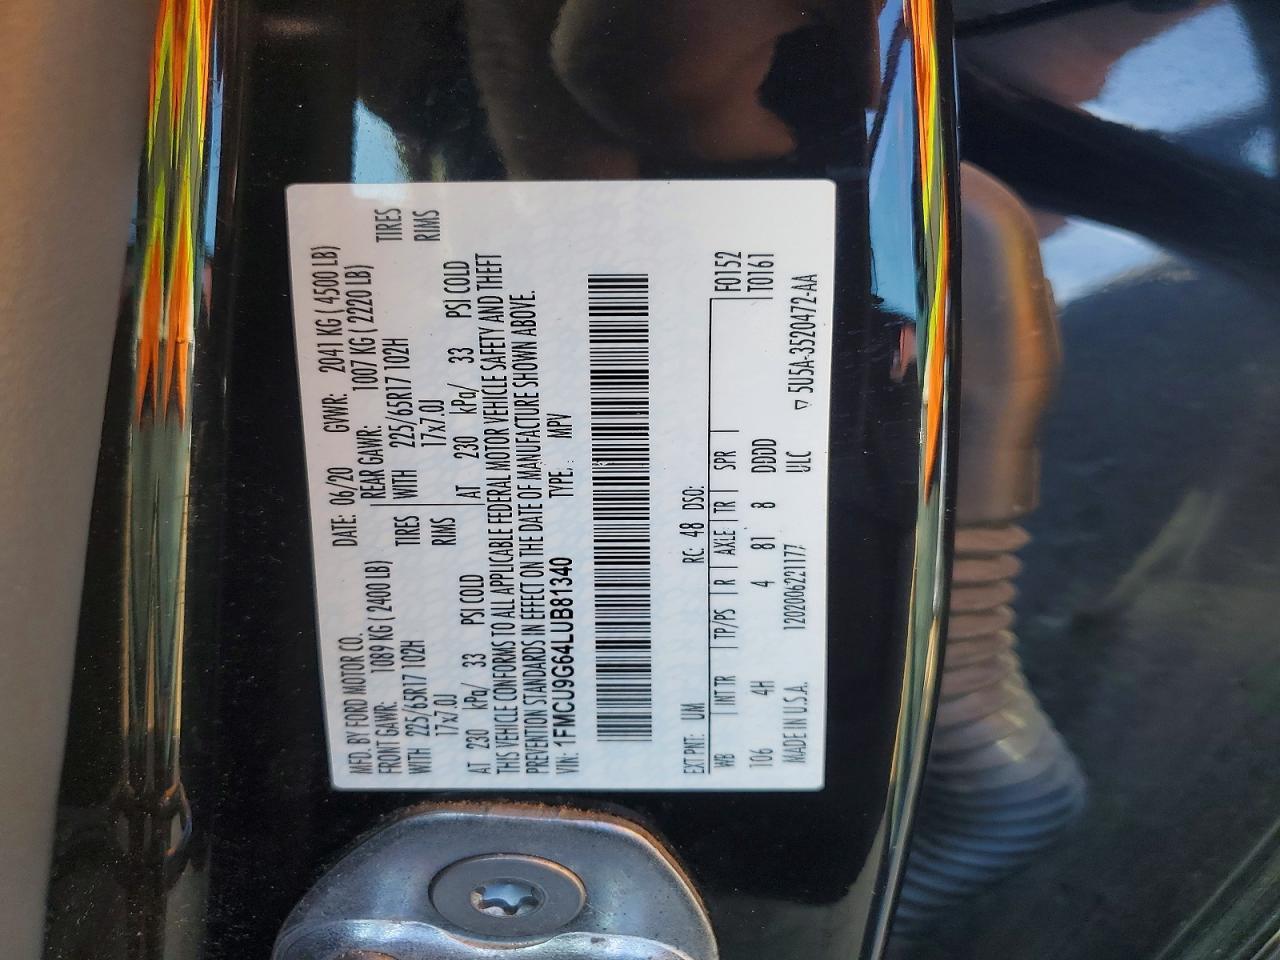 MFD. BY FORD MOTOR CO.
DATE: 06/20 GVWR: 2041 KG ( 4500 LB)
FRONT GAWR: 1089 KG ( 2400 LB) REAR GAWR: 1007 KG ( 2220 LB)
WITH 225/65R17 102H TIRES WITH 225/65R17 102H TIRES
17x7.0J RIMS 17x7.0J RIMS
AT 230 kPa/ 33 PSI COLD AT 230 kPa/ 33 PSI COLD
THIS VEHICLE CONFORMS TO ALL APPLICABLE FEDERAL MOTOR VEHICLE SAFETY AND THEFT
PREVENTION STANDARDS IN EFFECT ON THE DATE OF MANUFACTURE SHOWN ABOVE.
VIN: 1FMCU9G64LUB81340 TYPE: MPV
EXT PNT: UM RC: 48 DSO:
WB INT TR TP/PS R AXLE TR SPR F0152
106 4H 4 81 8 DDDD T0161
MADE IN U.S.A. 120200622177 ULC ▽ 5U5A-3520472-AA